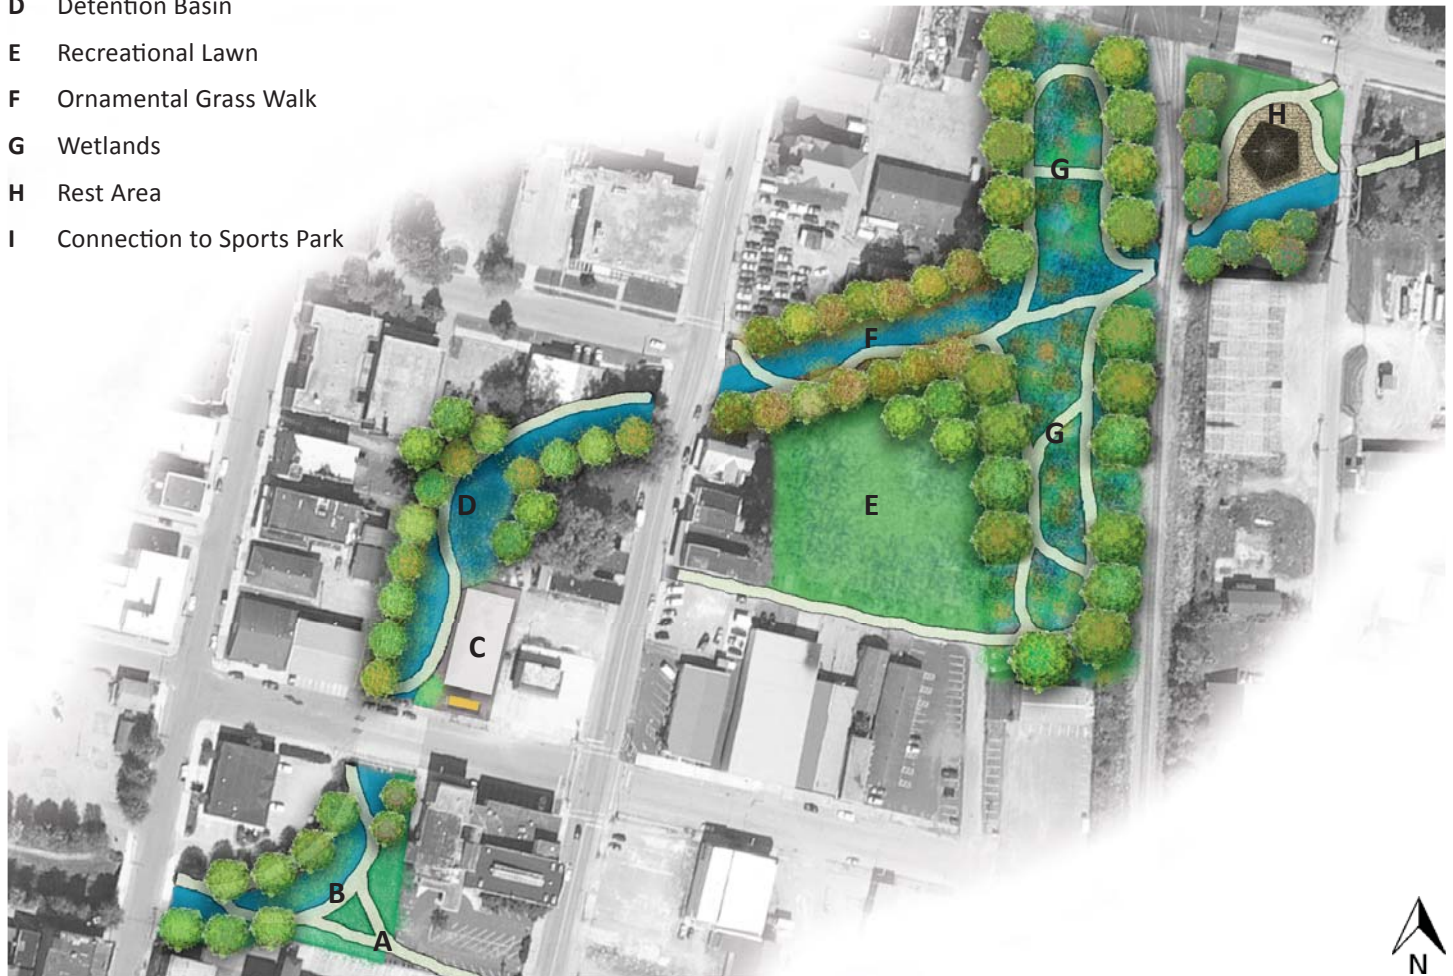 D Detention Basin
E Recreational Lawn
F Ornamental Grass Walk
G Wetlands
H Rest Area
I Connection to Sports Park
H
I
G
F
G
E
D
C
B
A
N